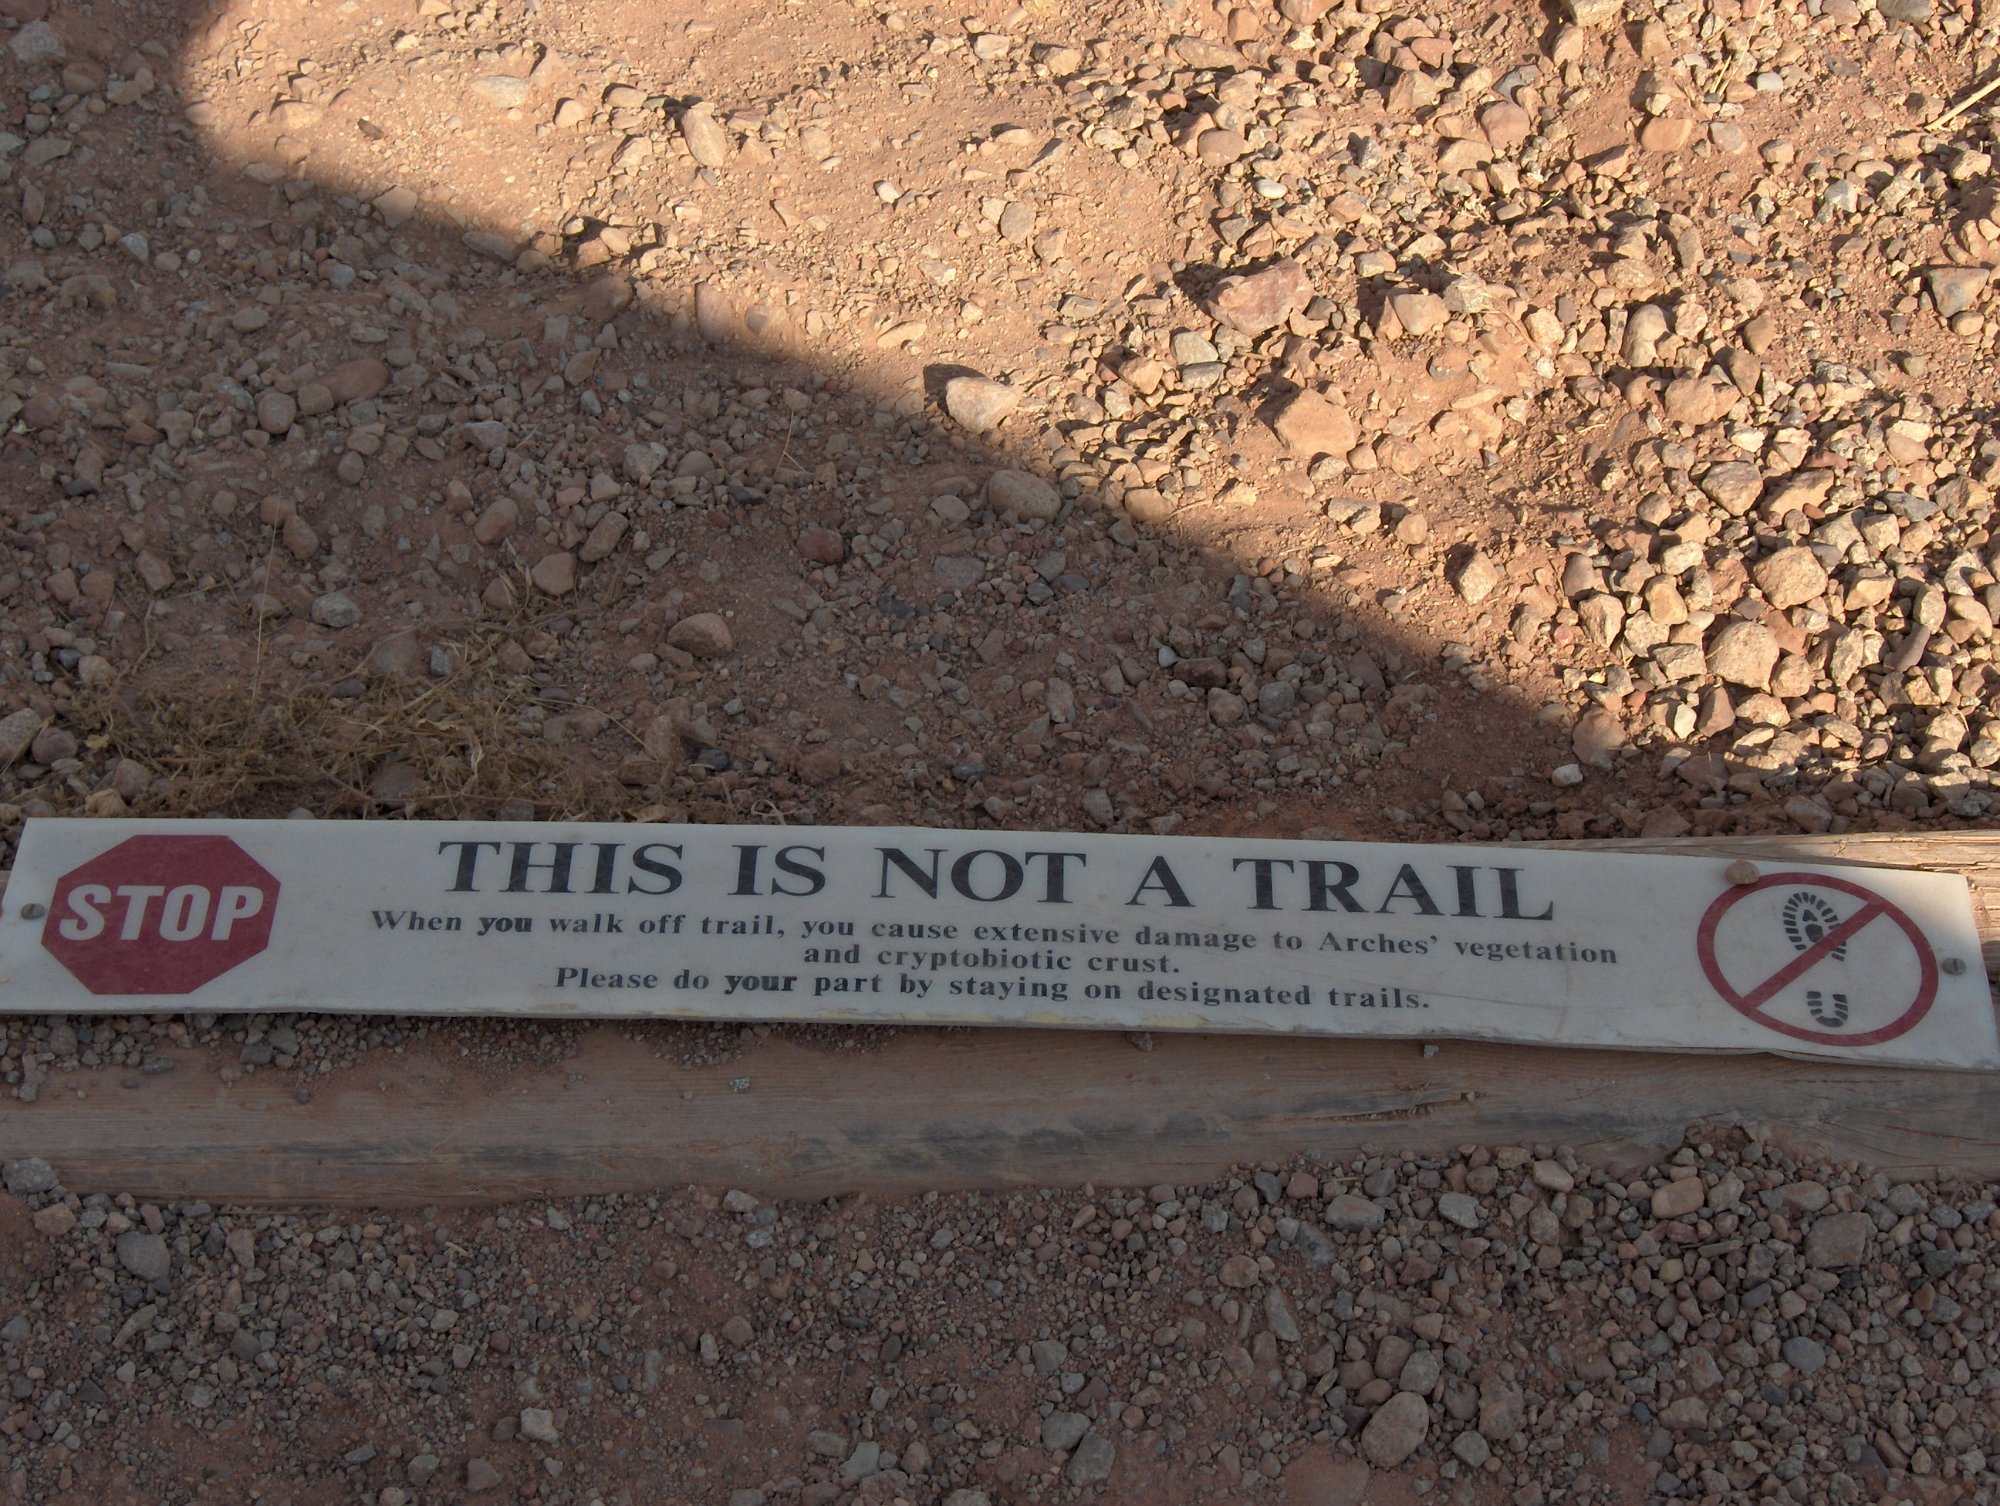 STOP
THIS IS NOT A TRAIL
When you walk off trail, you cause extensive damage to Arches' vegetation
and cryptobiotic crust.
Please do your part by staying on designated trails.